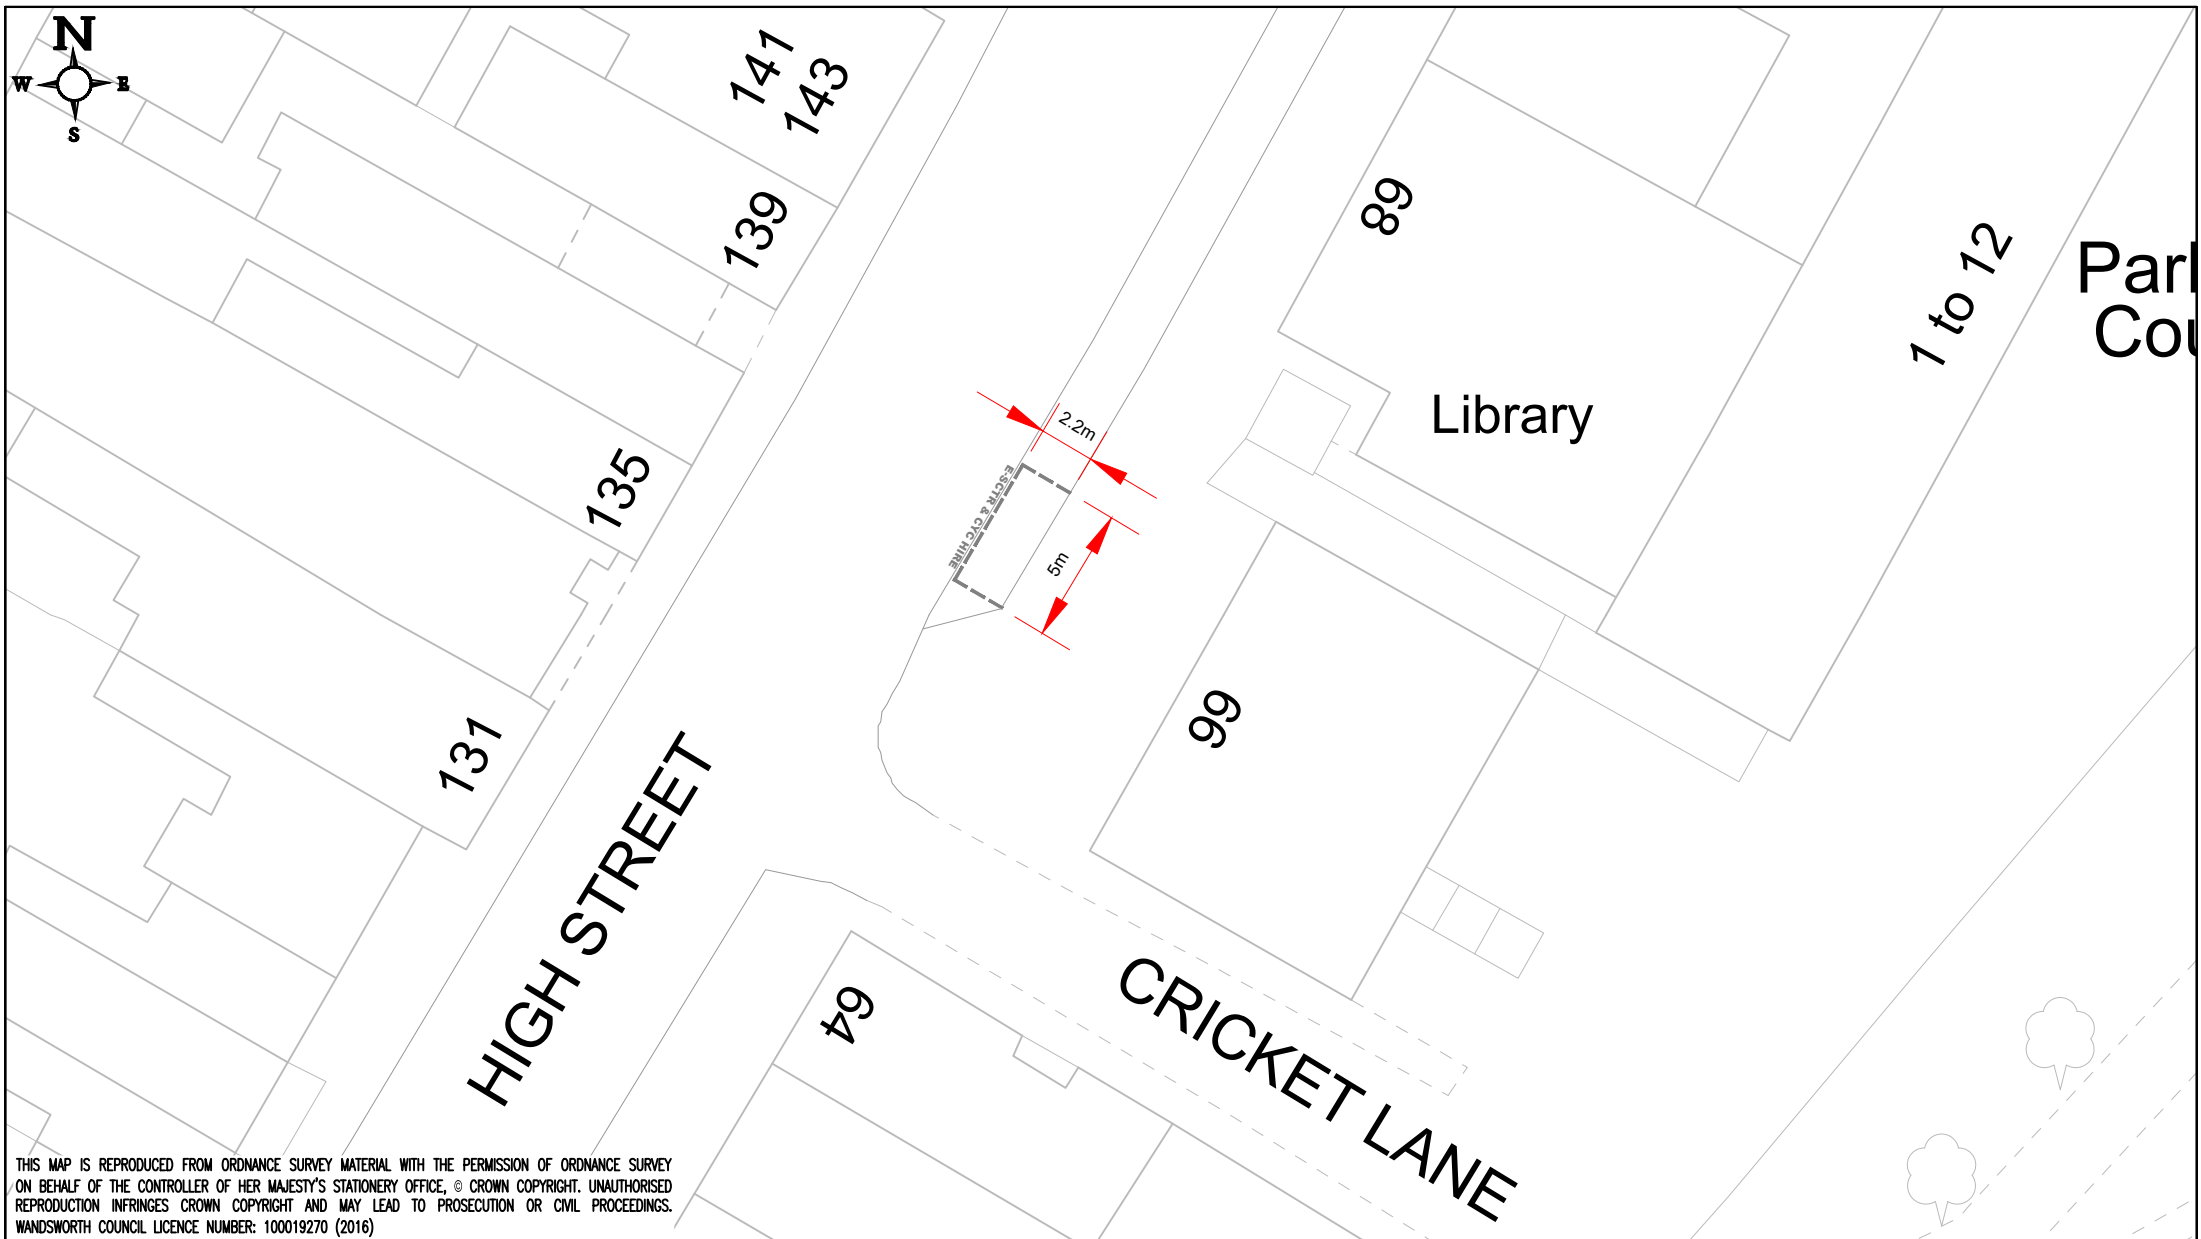 N
W E
S
141
143
139
135
131
89
Library
1 to 12
Parl
Cou
2.2m
E-SCTR & CYC HIRE
5m
99
HIGH STREET
64
CRICKET LANE
THIS MAP IS REPRODUCED FROM ORDNANCE SURVEY MATERIAL WITH THE PERMISSION OF ORDNANCE SURVEY
ON BEHALF OF THE CONTROLLER OF HER MAJESTY'S STATIONERY OFFICE, © CROWN COPYRIGHT. UNAUTHORISED
REPRODUCTION INFRINGES CROWN COPYRIGHT AND MAY LEAD TO PROSECUTION OR CIVIL PROCEEDINGS.
WANDSWORTH COUNCIL LICENCE NUMBER: 100019270 (2016)